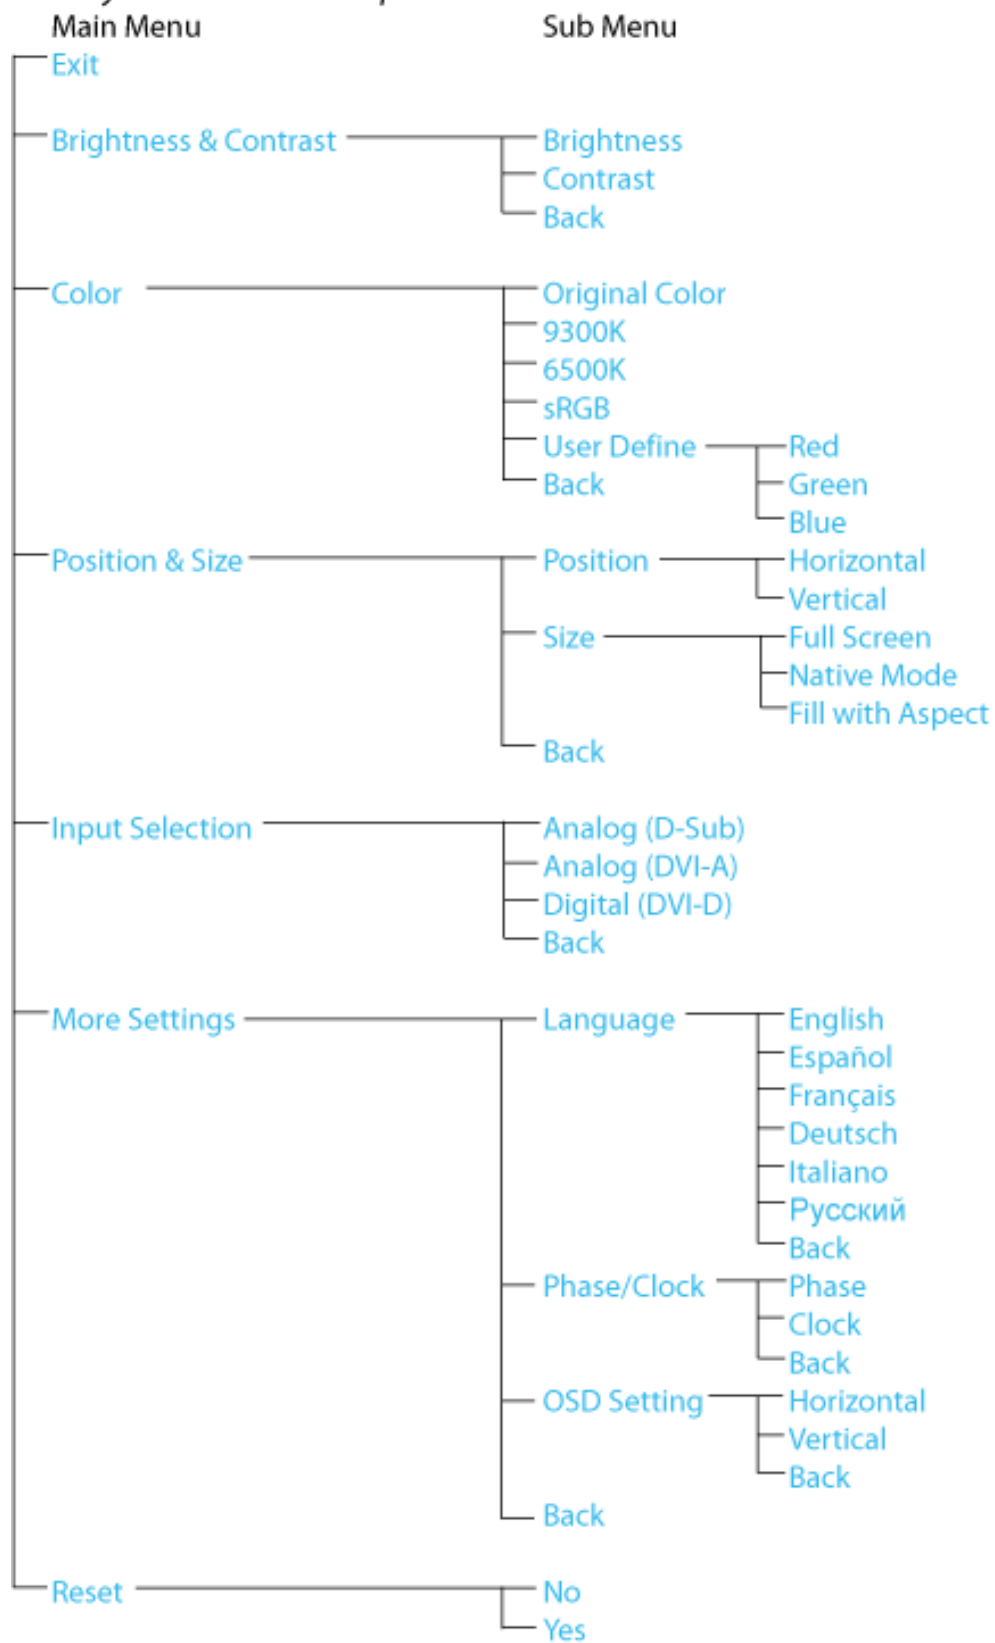 Main Menu Sub Menu
Exit
Brightness & Contrast Brightness
Contrast
Back
Color Original Color
9300K
6500K
sRGB
User Define Red
Back Green
Blue
Position & Size Position Horizontal
Vertical
Size Full Screen
Native Mode
Fill with Aspect
Back
Input Selection Analog (D-Sub)
Analog (DVI-A)
Digital (DVI-D)
Back
More Settings Language English
Español
Français
Deutsch
Italiano
Русский
Back
Phase/Clock Phase
Clock
Back
OSD Setting Horizontal
Vertical
Back
Back
Reset No
Yes